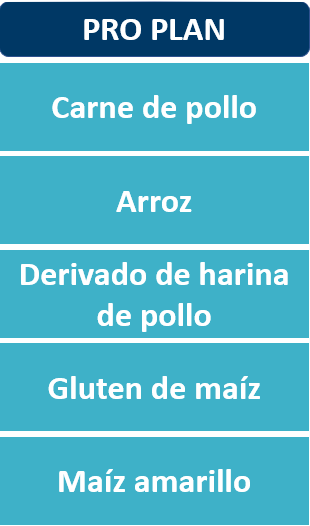 PRO PLAN
Carne de pollo
Arroz
Derivado de harina
de pollo
Gluten de maíz
Maíz amarillo